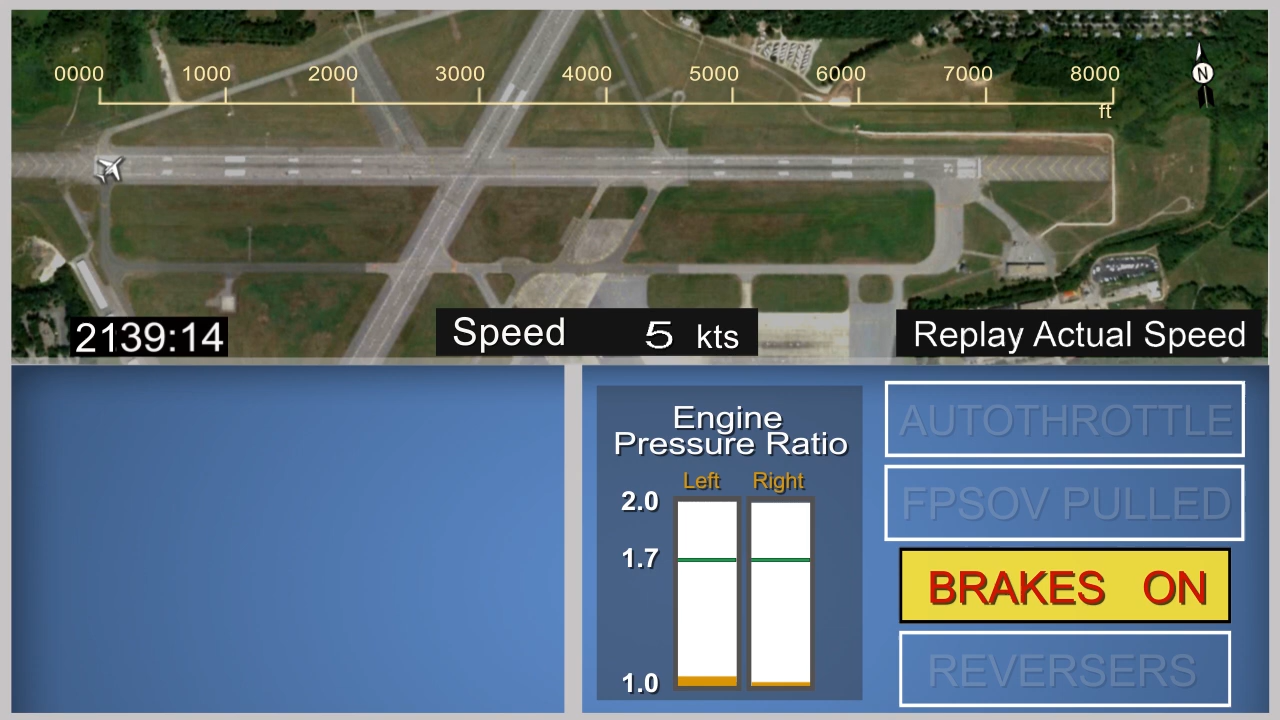 0000 1000 2000 3000 4000 5000 6000 7000 8000
ft
N
2139:14
Speed 5 kts
Replay Actual Speed
Engine
Pressure Ratio
Left Right
2.0
1.7
1.0
AUTOTHROTTLE
FPSOV PULLED
BRAKES ON
REVERSERS